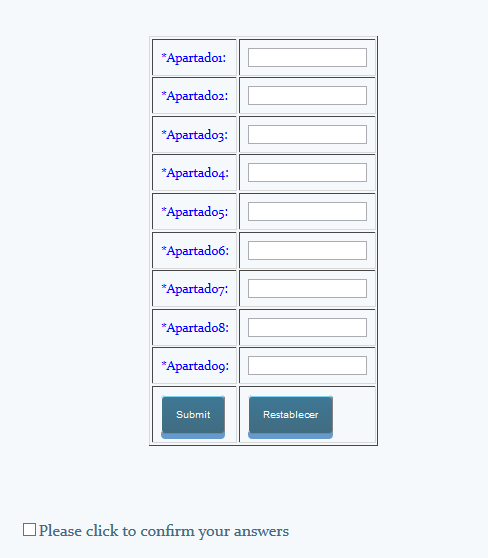 *Apartado1:
*Apartado2:
*Apartado3:
*Apartado4:
*Apartado5:
*Apartado6:
*Apartado7:
*Apartado8:
*Apartado9:
Submit Restablecer
Please click to confirm your answers